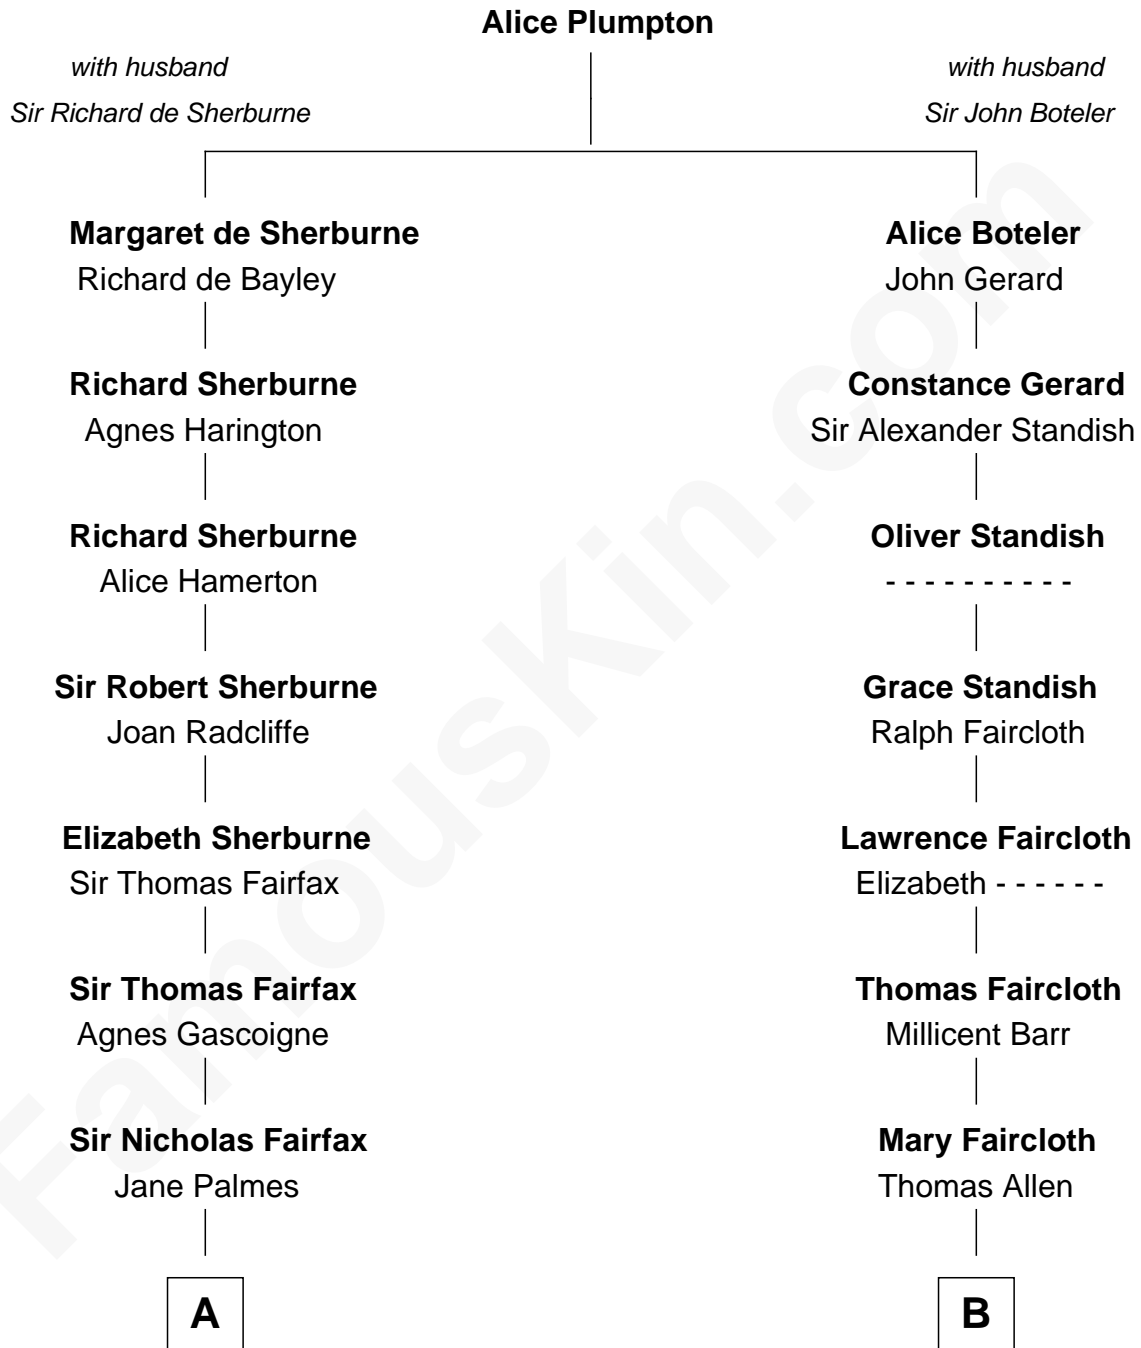 Alice Plumpton
with husband
Sir Richard de Sherburne
with husband
Sir John Boteler
Margaret de Sherburne
Richard de Bayley
Alice Boteler
John Gerard
Richard Sherburne
Agnes Harington
Constance Gerard
Sir Alexander Standish
Richard Sherburne
Alice Hamerton
Oliver Standish
- - - - - - - - - -
Sir Robert Sherburne
Joan Radcliffe
Grace Standish
Ralph Faircloth
Elizabeth Sherburne
Sir Thomas Fairfax
Lawrence Faircloth
Elizabeth - - - - - -
Sir Thomas Fairfax
Agnes Gascoigne
Thomas Faircloth
Millicent Barr
Sir Nicholas Fairfax
Jane Palmes
Mary Faircloth
Thomas Allen
A
B
FamousKin.com